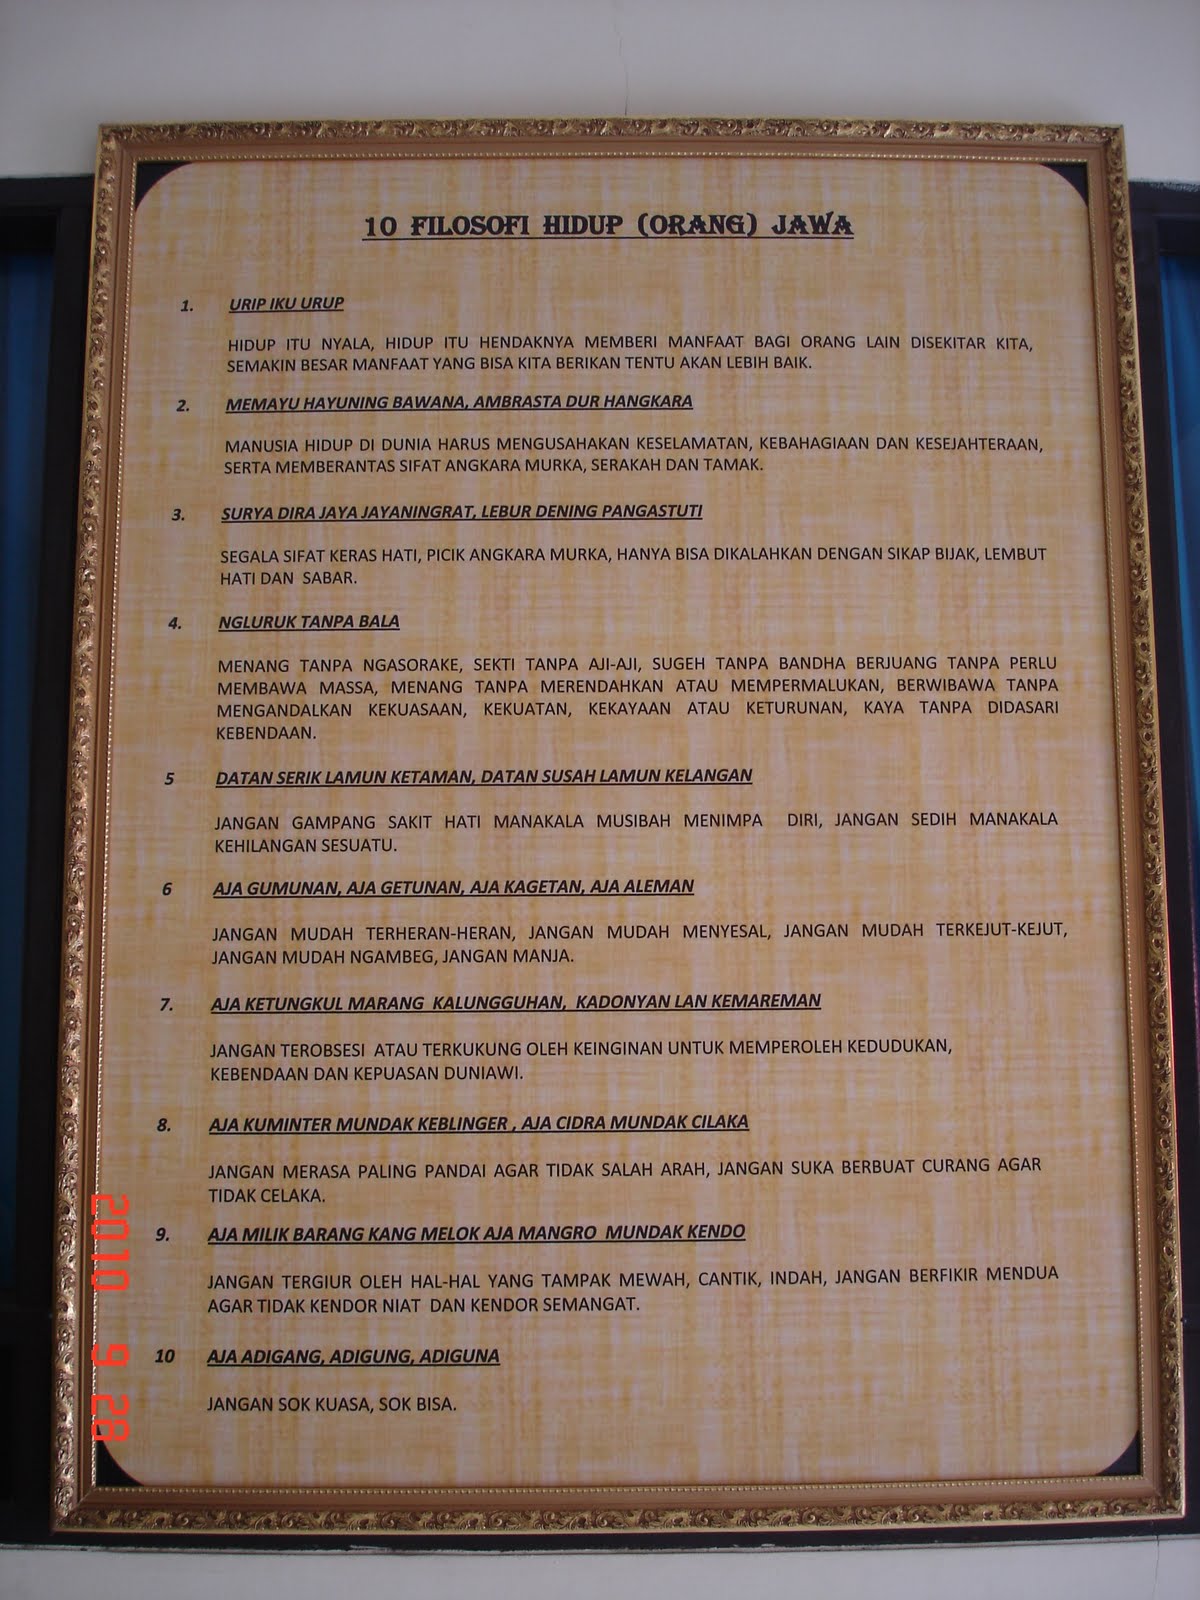 10 FILOSOFI HIDUP (ORANG) JAWA
1. URIP IKU URUP
HIDUP ITU NYALA, HIDUP ITU HENDAKNYA MEMBERI MANFAAT BAGI ORANG LAIN DISEKITAR KITA,
SEMAKIN BESAR MANFAAT YANG BISA KITA BERIKAN TENTU AKAN LEBIH BAIK.
2. MEMAYU HAYUNING BAWANA, AMBRASTA DUR HANGKARA
MANUSIA HIDUP DI DUNIA HARUS MENGUSAHAKAN KESELAMATAN, KEBAHAGIAAN DAN KESEJAHTERAAN,
SERTA MEMBERANTAS SIFAT ANGKARA MURKA, SERAKAH DAN TAMAK.
3. SURYA DIRA JAYA JAYANINGRAT, LEBUR DENING PANGASTUTI
SEGALA SIFAT KERAS HATI, PICIK ANGKARA MURKA, HANYA BISA DIKALAHKAN DENGAN SIKAP BIJAK, LEMBUT
HATI DAN SABAR.
4. NGLURUK TANPA BALA
MENANG TANPA NGASORAKE, SEKTI TANPA AJI-AJI, SUGEH TANPA BANDHA BERJUANG TANPA PERLU
MEMBAWA MASSA, MENANG TANPA MERENDAHKAN ATAU MEMPERMALUKAN, BERWIBAWA TANPA
MENGANDALKAN KEKUASAAN, KEKUATAN, KEKAYAAN ATAU KETURUNAN, KAYA TANPA DIDASARI
KEBENDAAN.
5 DATAN SERIK LAMUN KETAMAN, DATAN SUSAH LAMUN KELANGAN
JANGAN GAMPANG SAKIT HATI MANAKALA MUSIBAH MENIMPA DIRI, JANGAN SEDIH MANAKALA
KEHILANGAN SESUATU.
6 AJA GUMUNAN, AJA GETUNAN, AJA KAGETAN, AJA ALEMAN
JANGAN MUDAH TERHERAN-HERAN, JANGAN MUDAH MENYESAL, JANGAN MUDAH TERKEJUT-KEJUT,
JANGAN MUDAH NGAMBEG, JANGAN MANJA.
7. AJA KETUNGKUL MARANG KALUNGGUHAN, KADONYAN LAN KEMAREMAN
JANGAN TEROBSESI ATAU TERKUKUNG OLEH KEINGINAN UNTUK MEMPEROLEH KEDUDUKAN,
KEBENDAAN DAN KEPUASAN DUNIAWI.
8. AJA KUMINTER MUNDAK KEBLINGER , AJA CIDRA MUNDAK CILAKA
JANGAN MERASA PALING PANDAI AGAR TIDAK SALAH ARAH, JANGAN SUKA BERBUAT CURANG AGAR
TIDAK CELAKA.
9. AJA MILIK BARANG KANG MELOK AJA MANGRO MUNDAK KENDO
JANGAN TERGIUR OLEH HAL-HAL YANG TAMPAK MEWAH, CANTIK, INDAH, JANGAN BERFIKIR MENDUA
AGAR TIDAK KENDOR NIAT DAN KENDOR SEMANGAT.
10 AJA ADIGANG, ADIGUNG, ADIGUNA
JANGAN SOK KUASA, SOK BISA.
2010 9 28